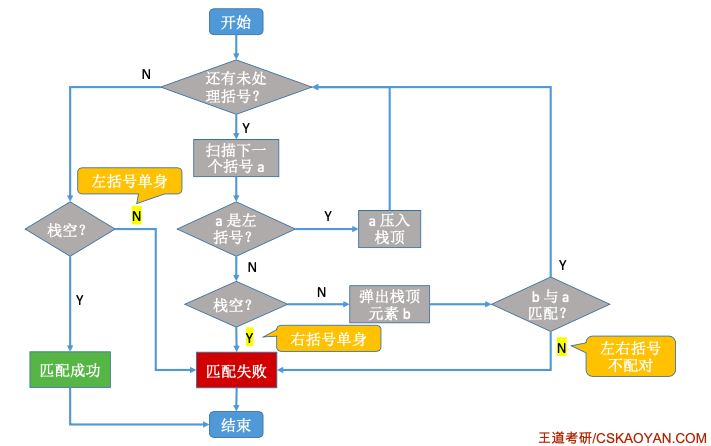 开始
N
还有未处
理括号？
Y
扫描下一
个括号 a
左括号单身
N
栈空？
a 是左
括号？
Y
a 压入
栈顶
N
Y
Y
栈空？
N
弹出栈顶
元素 b
b 与 a
匹配？
Y
右括号单身
N
左右括号
不配对
匹配成功
匹配失败
结束
王道考研/CSKAOYAN.COM